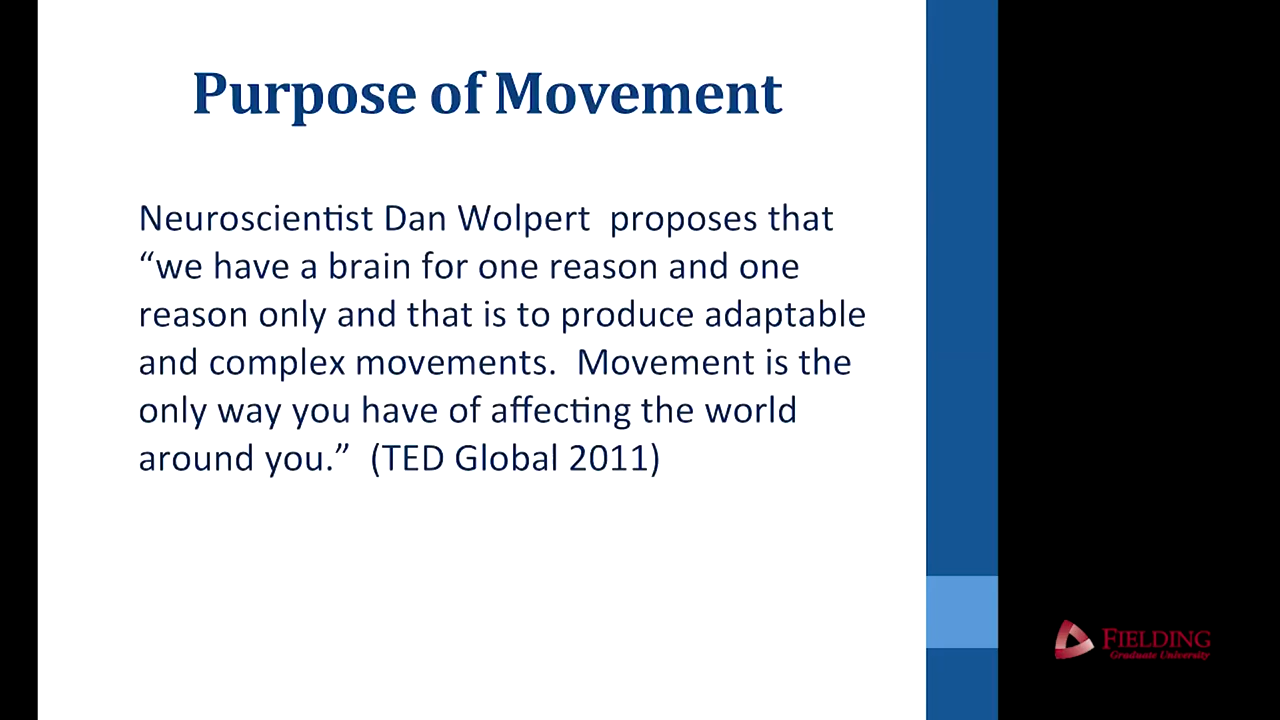 Purpose of Movement
Neuroscientist Dan Wolpert  proposes that
“we have a brain for one reason and one
reason only and that is to produce adaptable
and complex movements.  Movement is the
only way you have of affecting the world
around you.”  (TED Global 2011)
FIELDING
Graduate University